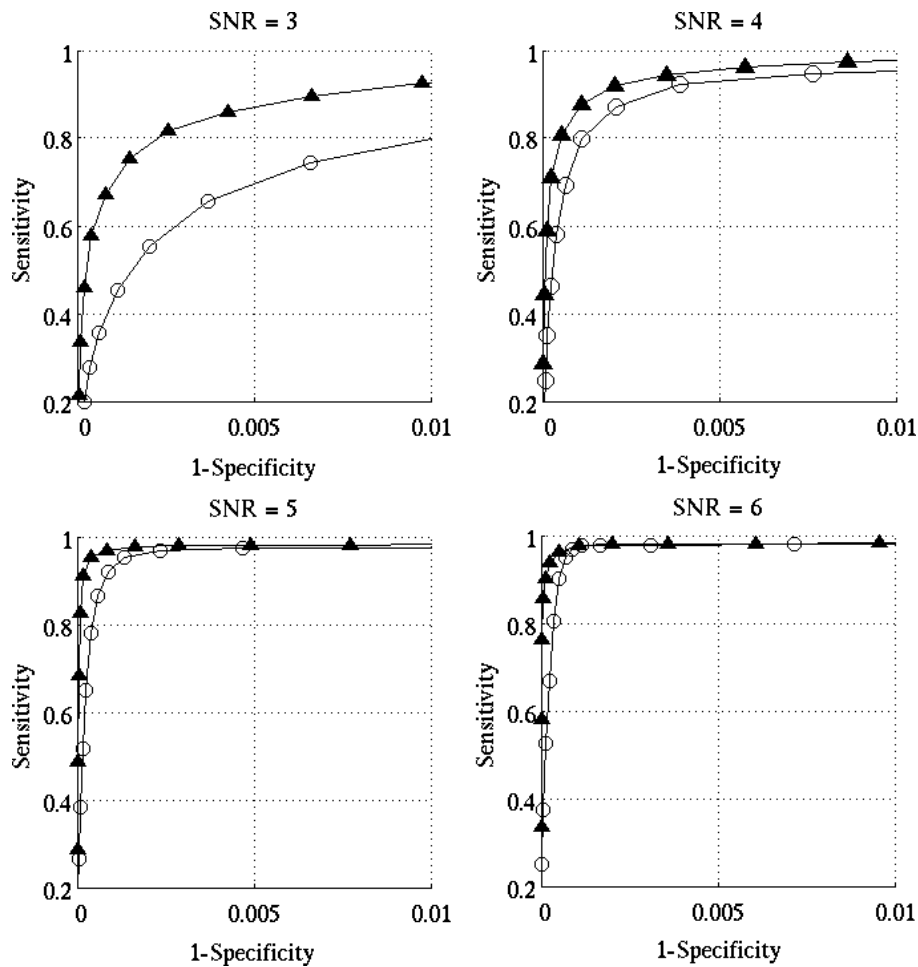 SNR = 3
1
0.8
0.6
0.4
0.2
Sensitivity
0 0.005 0.01
1-Specificity
SNR = 4
1
0.8
0.6
0.4
0.2
Sensitivity
0 0.005 0.01
1-Specificity
SNR = 5
1
0.8
0.6
0.4
0.2
Sensitivity
0 0.005 0.01
1-Specificity
SNR = 6
1
0.8
0.6
0.4
0.2
Sensitivity
0 0.005 0.01
1-Specificity